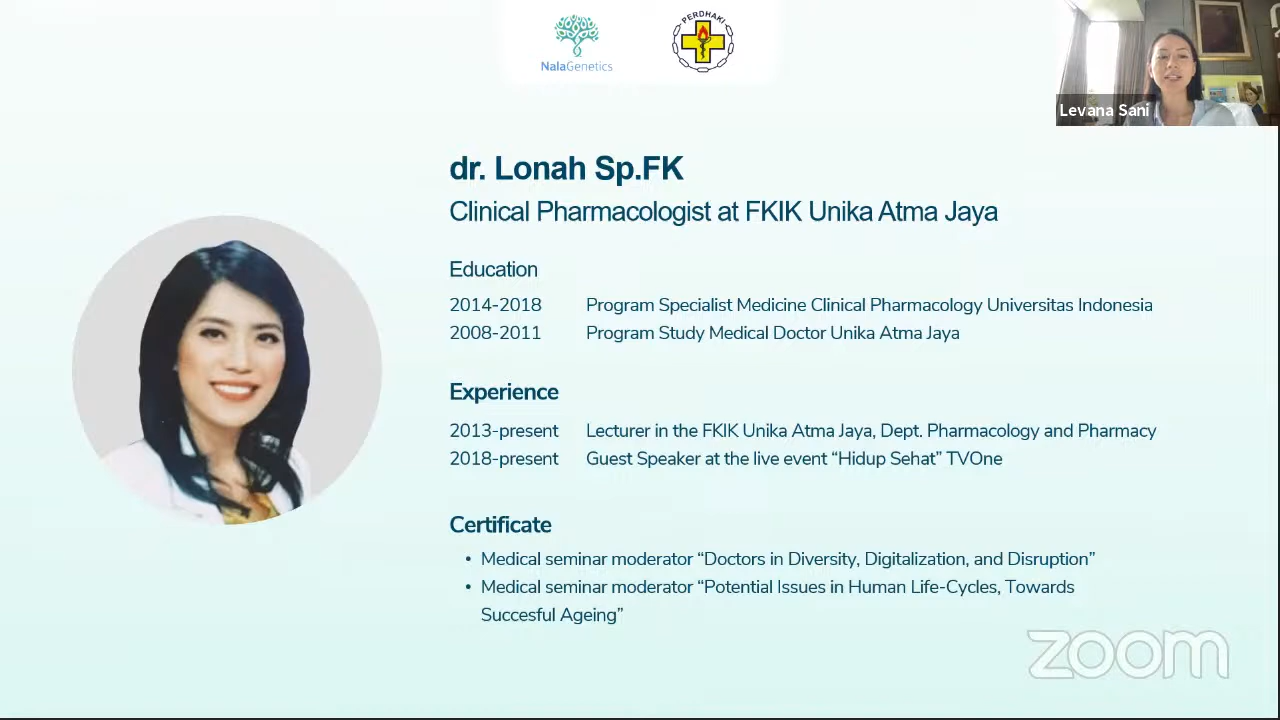 NalaGenetics
PERDHAKI
Levana Sani
dr. Lonah Sp.FK
Clinical Pharmacologist at FKIK Unika Atma Jaya
Education
2014-2018 Program Specialist Medicine Clinical Pharmacology Universitas Indonesia
2008-2011 Program Study Medical Doctor Unika Atma Jaya
Experience
2013-present Lecturer in the FKIK Unika Atma Jaya, Dept. Pharmacology and Pharmacy
2018-present Guest Speaker at the live event “Hidup Sehat” TVOne
Certificate
• Medical seminar moderator “Doctors in Diversity, Digitalization, and Disruption”
• Medical seminar moderator “Potential Issues in Human Life-Cycles, Towards
Succesful Ageing”
zoom